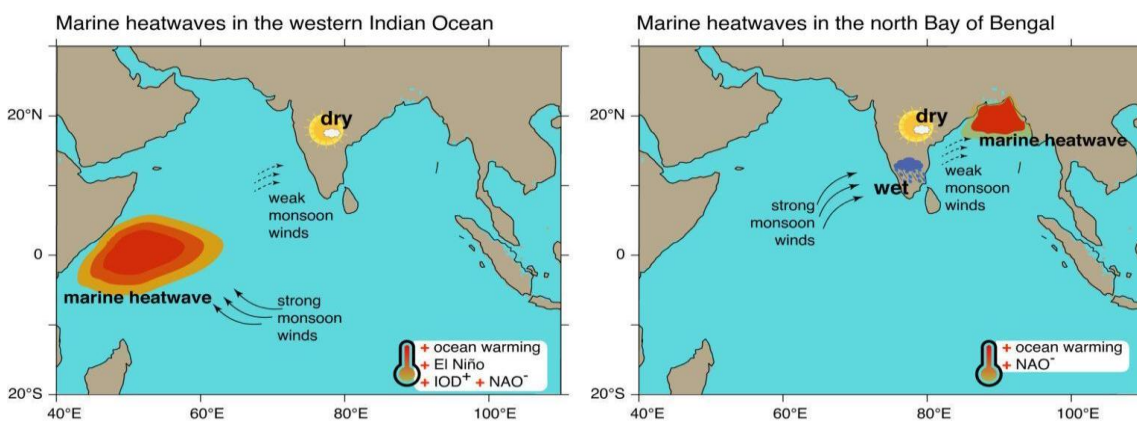 Marine heatwaves in the western Indian Ocean
20°N
0
20°S
40°E
60°E
80°E
100°E
dry
weak
monsoon
winds
marine heatwave
strong
monsoon
winds
+ ocean warming
+ El Niño
+ IOD+ + NAO-
Marine heatwaves in the north Bay of Bengal
20°N
0
20°S
40°E
60°E
80°E
100°E
dry
marine heatwave
wet
weak
monsoon
winds
strong
monsoon
winds
+ ocean warming
+ NAO-